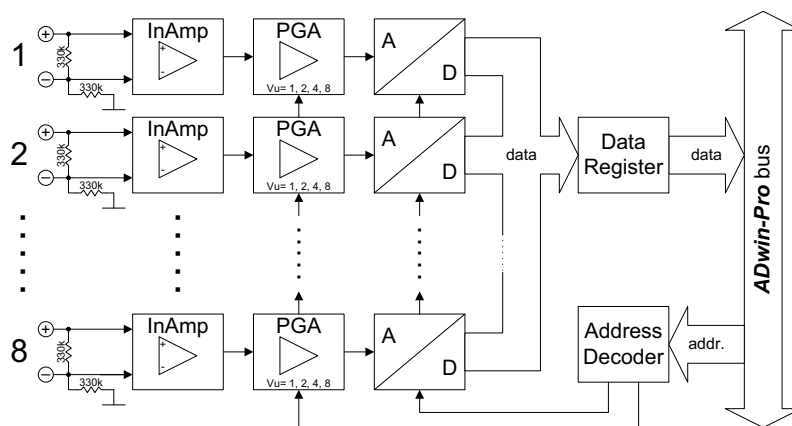 1
+
−
330k
330k
InAmp
+
-
PGA
Vu= 1, 2, 4, 8
A
D
2
+
−
330k
330k
InAmp
+
-
PGA
Vu= 1, 2, 4, 8
A
D
data
Data
Register
data
ADwin-Pro bus
8
+
−
330k
330k
InAmp
+
-
PGA
Vu= 1, 2, 4, 8
A
D
Address
Decoder
addr.